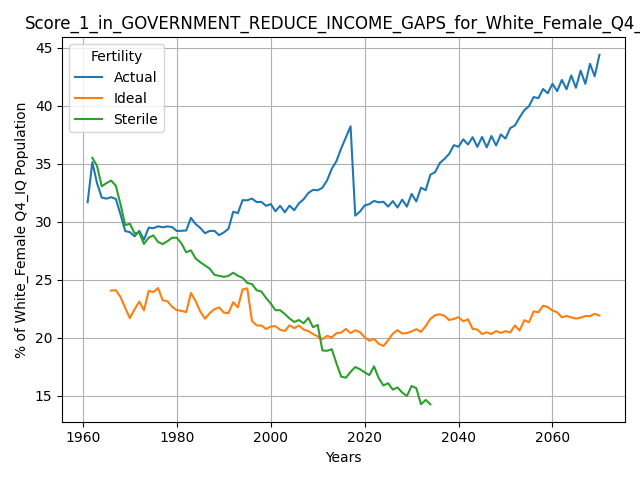 Score_1_in_GOVERNMENT_REDUCE_INCOME_GAPS_for_White_Female_Q4_
Fertility
Actual
Ideal
Sterile
% of White_Female Q4_IQ Population
45
40
35
30
25
20
15
1960
1980
2000
2020
2040
2060
Years